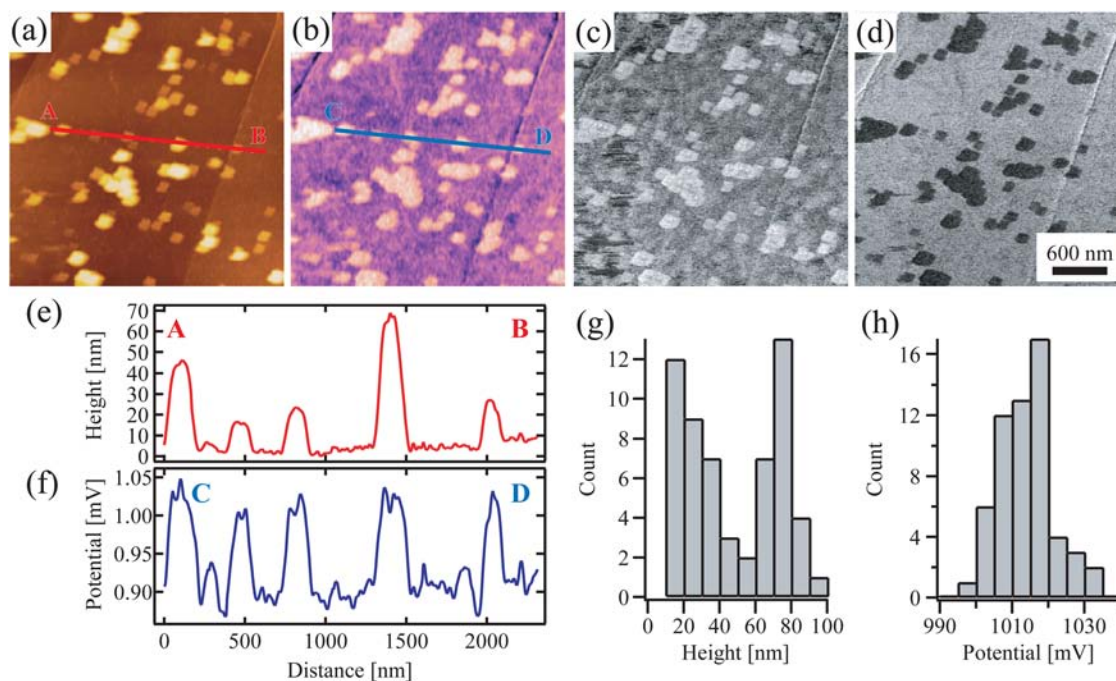 (a)
(b)
(c)
(d)
A
B
C
D
600 nm
(e)
Height [nm]
70
60
50
40
30
20
10
0
A
B
(f)
Potential [mV]
1.05
1.00
0.95
0.90
C
D
0
500
1000
1500
2000
Distance [nm]
(g)
Count
12
10
8
6
4
2
0
0
20
40
60
80
100
Height [nm]
(h)
Count
16
12
8
4
0
990
1010
1030
Potential [mV]